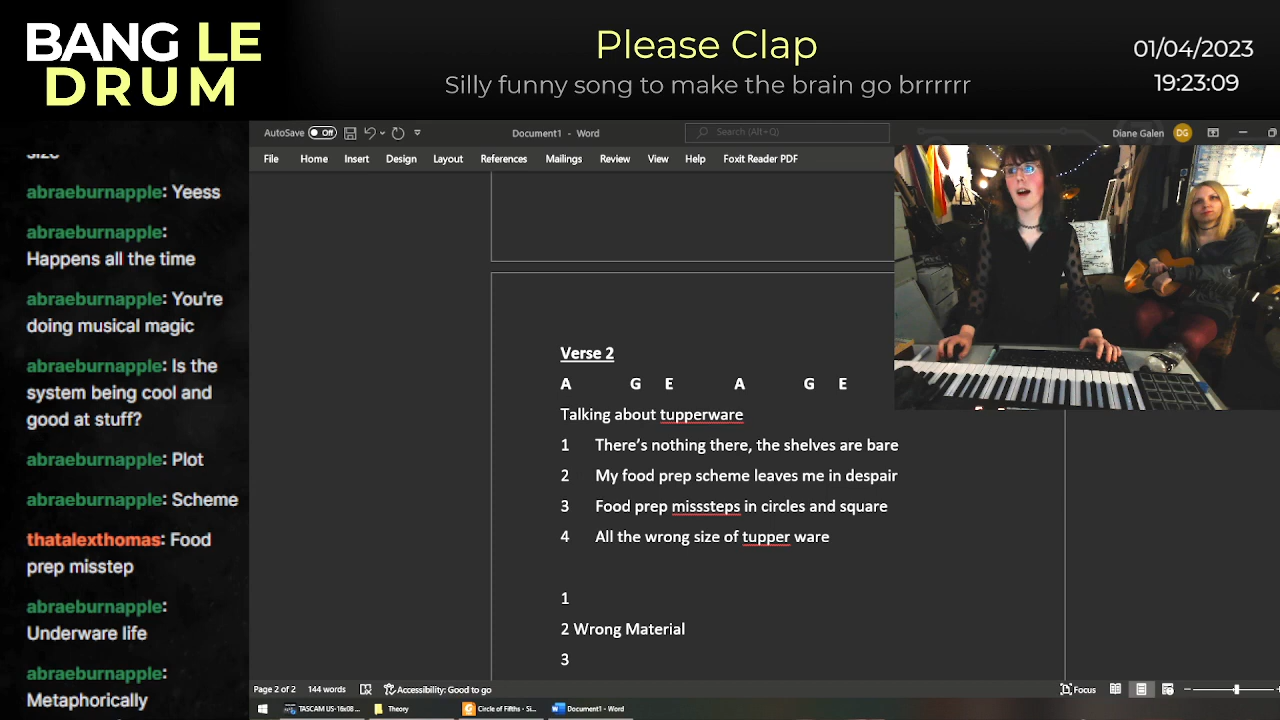 BANG LE
DRUM
Please Clap
Silly funny song to make the brain go brrrrrr
01/04/2023
19:23:09
size
abraeburnapple: Yeess
abraeburnapple:
Happens all the time
abraeburnapple: You're
doing musical magic
abraeburnapple: Is the
system being cool and
good at stuff?
abraeburnapple: Plot
abraeburnapple: Scheme
thatalexthomas: Food
prep misstep
abraeburnapple:
Underware life
abraeburnapple:
Metaphorically
AutoSave Off
Document1 - Word
Search (Alt+Q)
Diane Galen DG
File Home Insert Design Layout References Mailings Review View Help Foxit Reader PDF
Verse 2
A G E A G E
Talking about tupperware
1 There's nothing there, the shelves are bare
2 My food prep scheme leaves me in despair
3 Food prep misssteps in circles and square
4 All the wrong size of tupper ware
1
2 Wrong Material
3
Page 2 of 2 144 words Accessibility: Good to go Focus
TASCAM US-16x08 ... Theory Circle of Fifths - Si... Document1 - Word